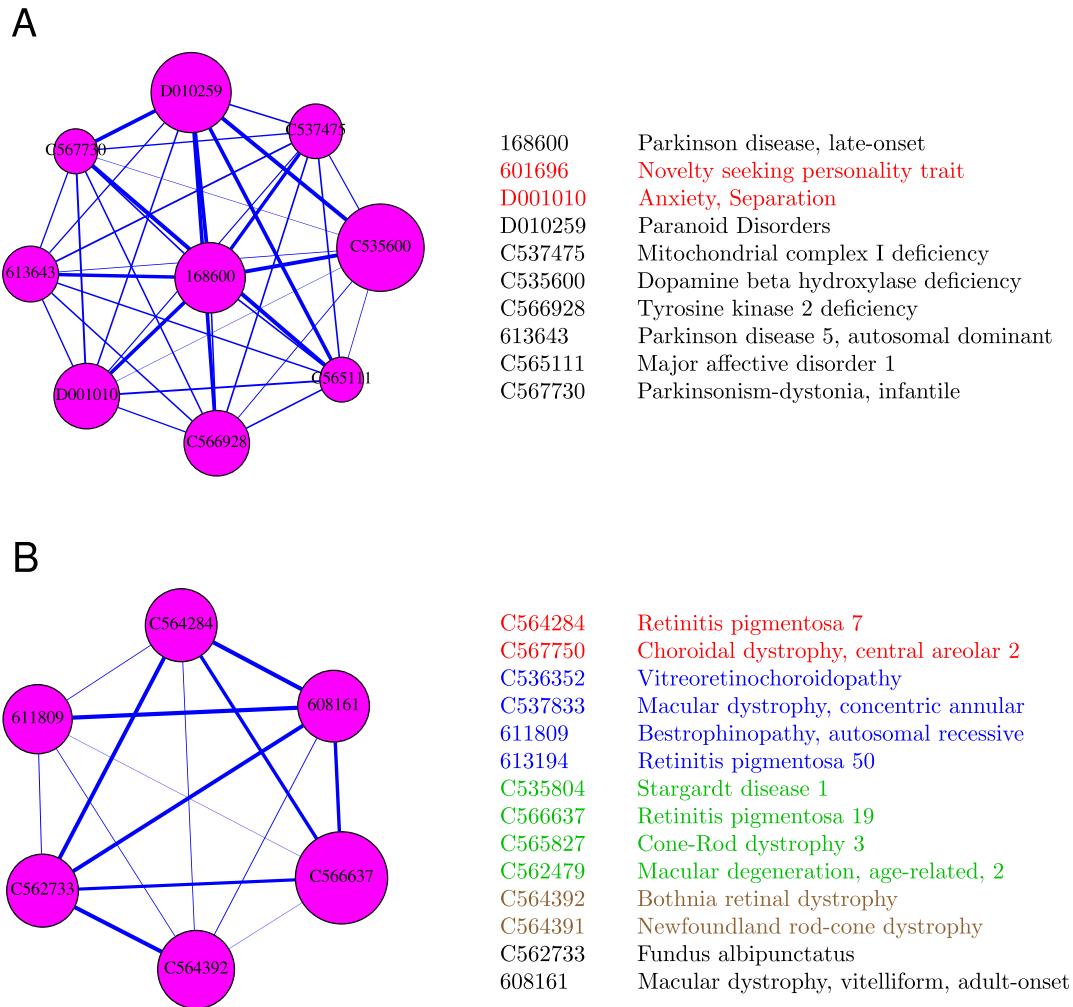 A
D010259
C537475
C567730
C535600
613643
168600
D001010
C565111
C566928
168600 Parkinson disease, late-onset
601696 Novelty seeking personality trait
D001010 Anxiety, Separation
D010259 Paranoid Disorders
C537475 Mitochondrial complex I deficiency
C535600 Dopamine beta hydroxylase deficiency
C566928 Tyrosine kinase 2 deficiency
613643 Parkinson disease 5, autosomal dominant
C565111 Major affective disorder 1
C567730 Parkinsonism-dystonia, infantile
B
C564284
608161
611809
C566637
C562733
C564392
C564284 Retinitis pigmentosa 7
C567750 Choroidal dystrophy, central areolar 2
C536352 Vitreoretinochoroidopathy
C537833 Macular dystrophy, concentric annular
611809 Bestrophinopathy, autosomal recessive
613194 Retinitis pigmentosa 50
C535804 Stargardt disease 1
C566637 Retinitis pigmentosa 19
C565827 Cone-Rod dystrophy 3
C562479 Macular degeneration, age-related, 2
C564392 Bothnia retinal dystrophy
C564391 Newfoundland rod-cone dystrophy
C562733 Fundus albipunctatus
608161 Macular dystrophy, vitelliform, adult-onset